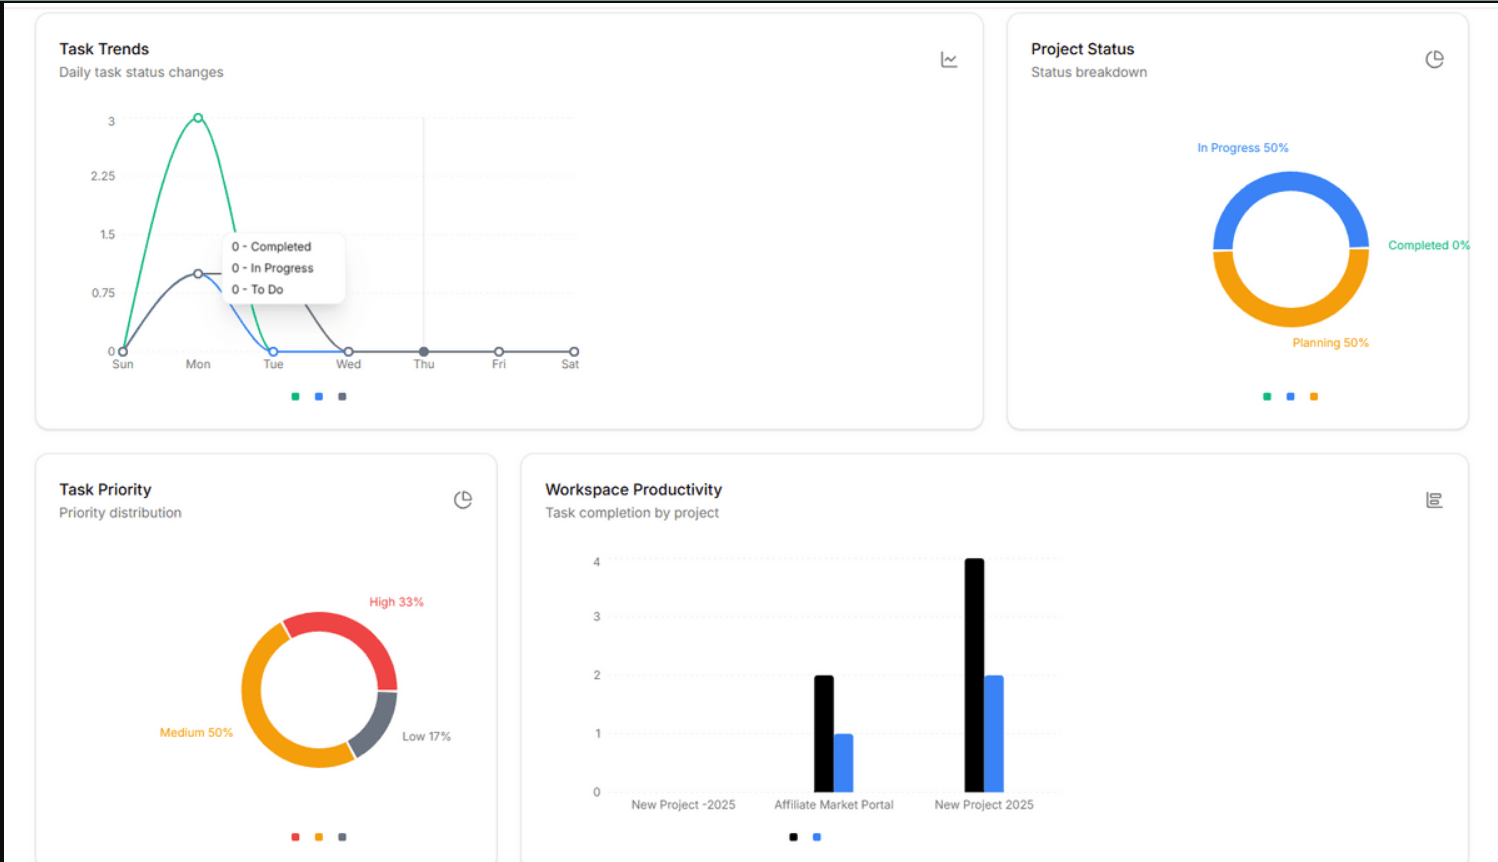 Task Trends
Daily task status changes
3
2.25
1.5
0.75
0
Sun Mon Tue Wed Thu Fri Sat
0 - Completed
0 - In Progress
0 - To Do
Project Status
Status breakdown
In Progress 50%
Completed 0%
Planning 50%
Task Priority
Priority distribution
High 33%
Medium 50%
Low 17%
Workspace Productivity
Task completion by project
4
3
2
1
0
New Project -2025 Affiliate Market Portal New Project 2025